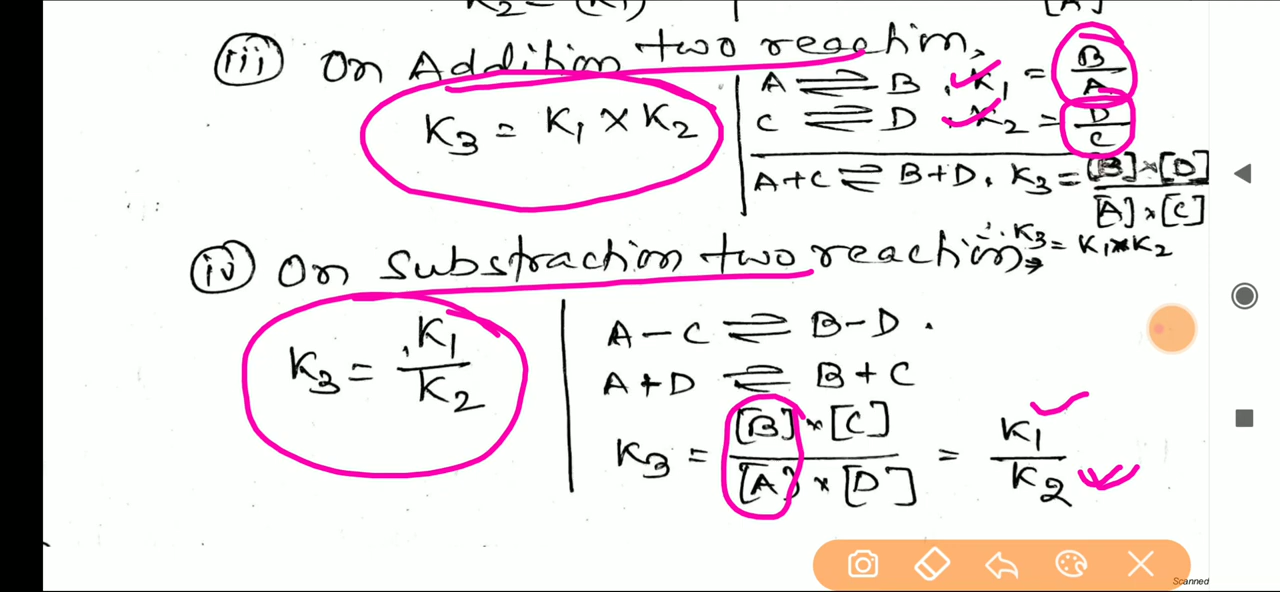 (iii) On Addition two reaction,
A ⇌ B , K₁ = B/A
C ⇌ D , K₂ = D/C
K₃ = K₁ × K₂
A+C ⇌ B+D. K₃ = [B]×[D]/[A]×[C]
∴ K₃ = K₁ × K₂
(iv) On Substraction two reaction⇒
K₃ = K₁/K₂
A-C ⇌ B-D .
A+D ⇌ B+C
K₃ = [B]×[C]/[A]×[D] = K₁/K₂
Scanned